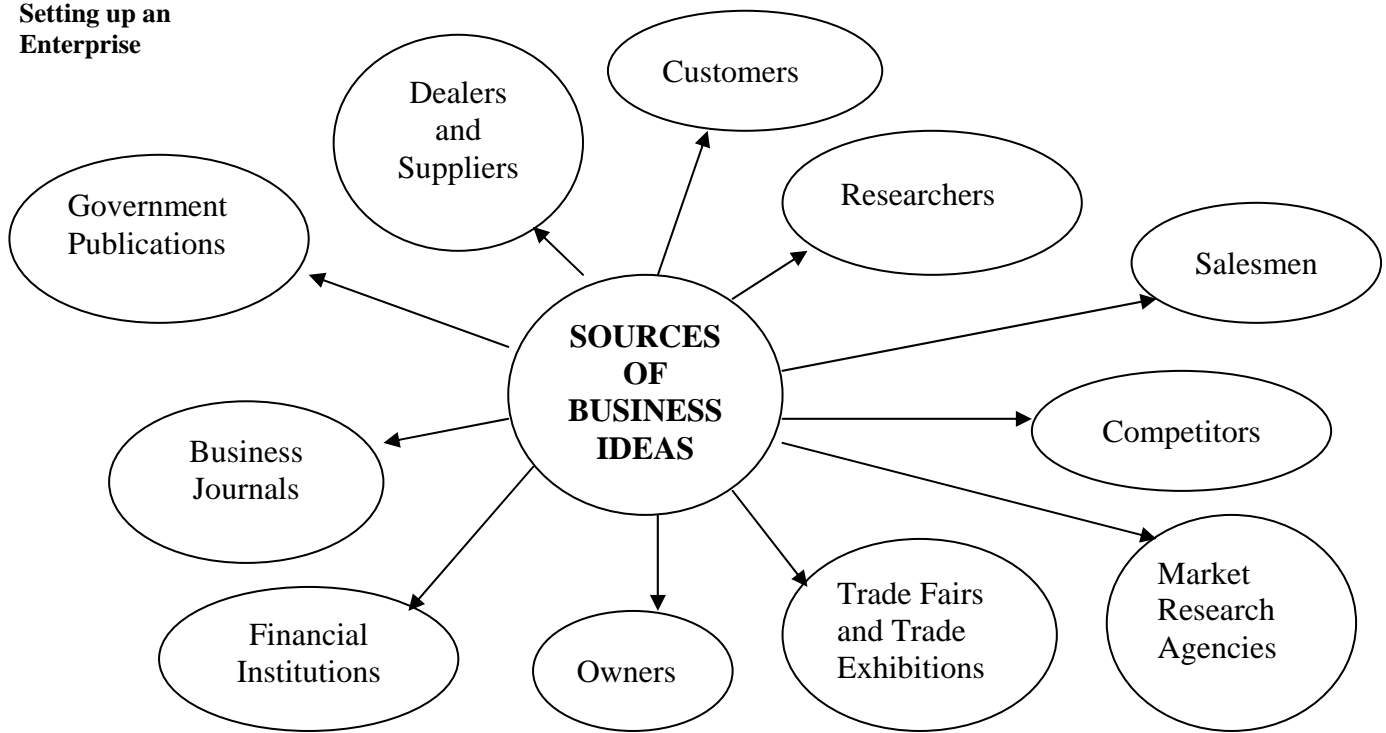 Setting up an
Enterprise
Customers
Dealers
and
Suppliers
Researchers
Government
Publications
Salesmen
SOURCES
OF
BUSINESS
IDEAS
Competitors
Business
Journals
Market
Research
Agencies
Trade Fairs
and Trade
Exhibitions
Financial
Institutions
Owners